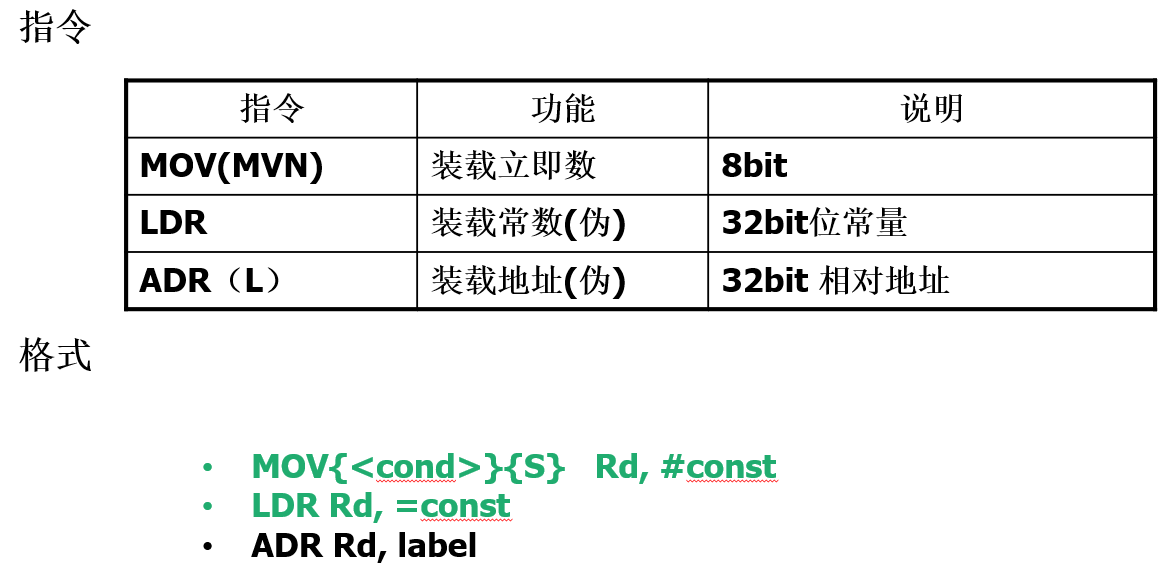 指令
指令 功能 说明
MOV(MVN) 装载立即数 8bit
LDR 装载常数(伪) 32bit位常量
ADR（L） 装载地址(伪) 32bit 相对地址
格式
• MOV{<cond>}{S} Rd, #const
• LDR Rd, =const
• ADR Rd, label